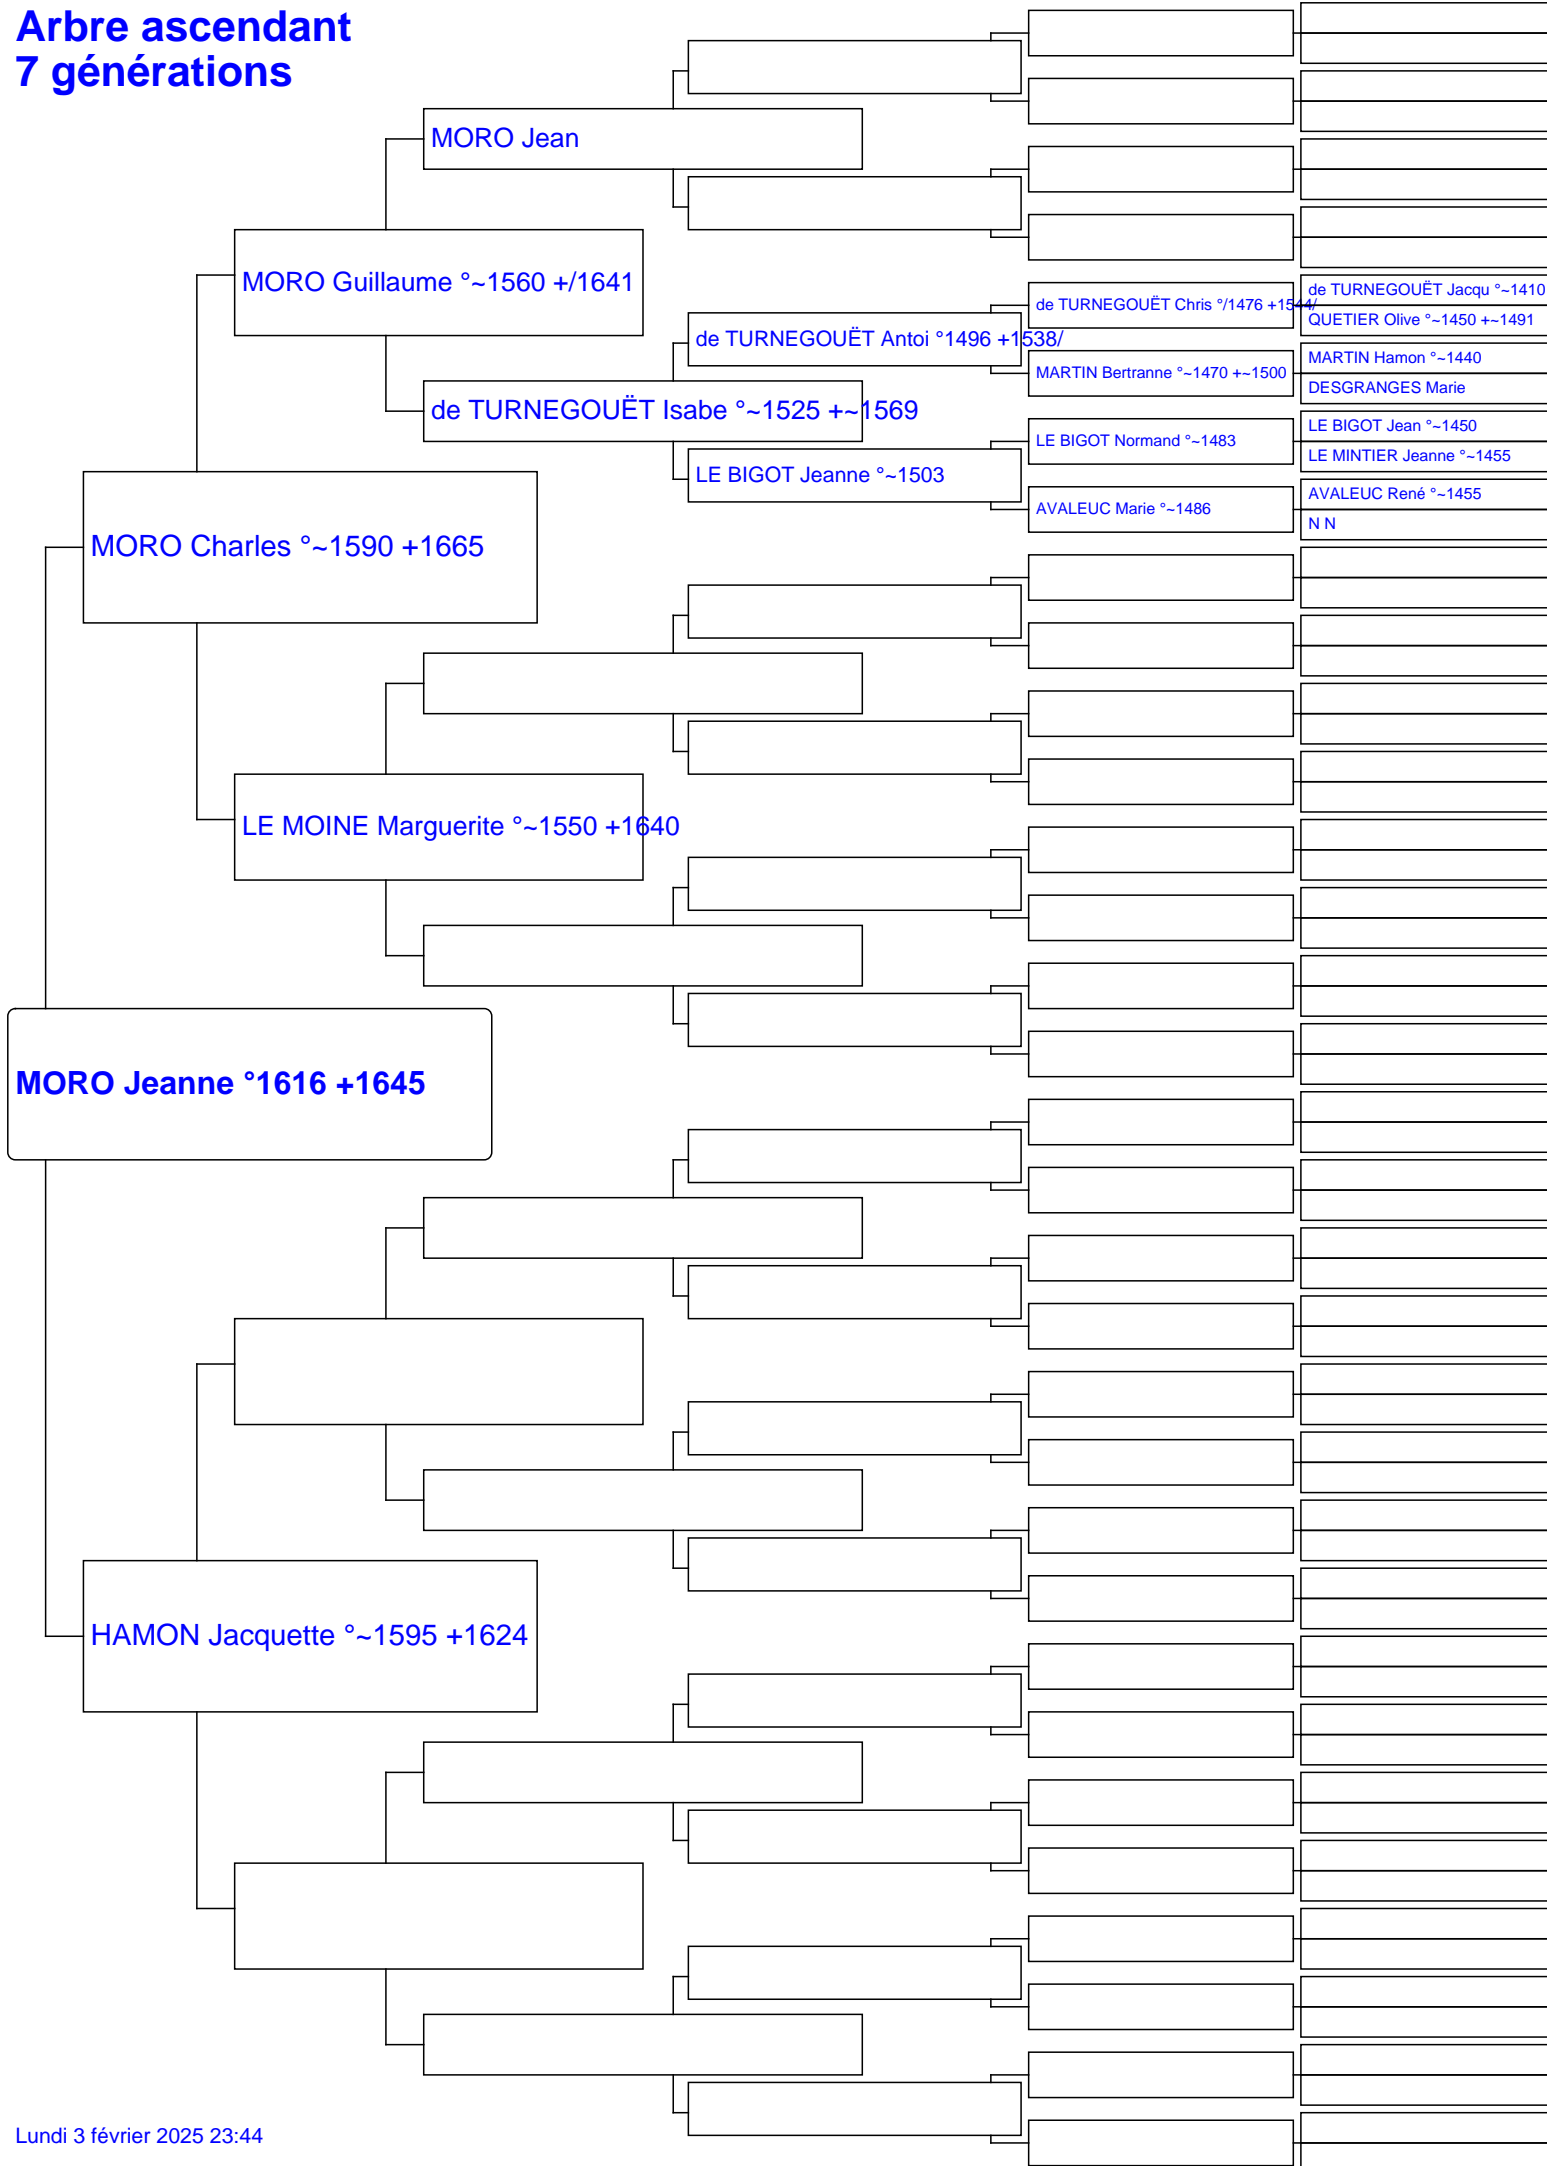 Arbre ascendant
7 générations
MORO Jean
MORO Guillaume °~1560 +/1641
de TURNEGOUËT Jacqu °~1410
de TURNEGOUËT Chris °/1476 +1544/
QUETIER Olive °~1450 +~1491
de TURNEGOUËT Antoi °1496 +1538/
MARTIN Hamon °~1440
MARTIN Bertranne °~1470 +~1500
DESGRANGES Marie
de TURNEGOUËT Isabe °~1525 +~1569
LE BIGOT Jean °~1450
LE BIGOT Normand °~1483
LE MINTIER Jeanne °~1455
LE BIGOT Jeanne °~1503
AVALEUC René °~1455
AVALEUC Marie °~1486
N N
MORO Charles °~1590 +1665
LE MOINE Marguerite °~1550 +1640
MORO Jeanne °1616 +1645
HAMON Jacquette °~1595 +1624
Lundi 3 février 2025 23:44